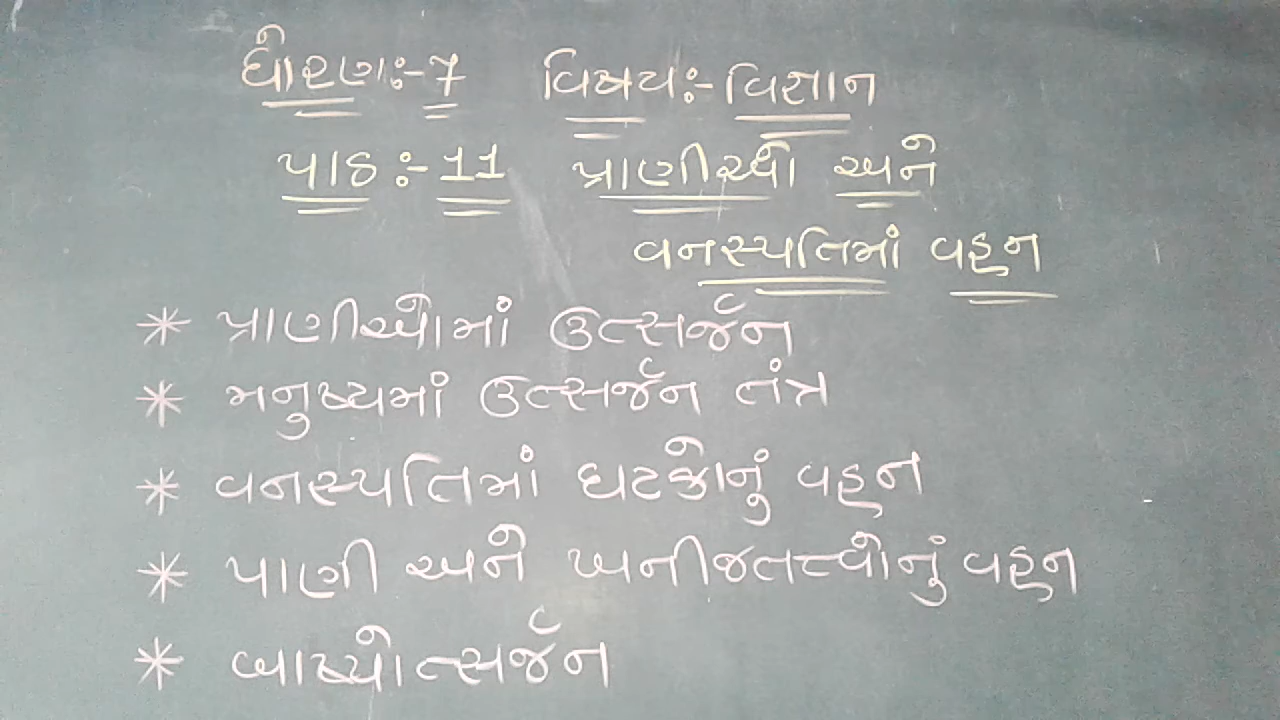 ધોરણઃ-7 વિષયઃ-વિજ્ઞાન
પાઠઃ-11 પ્રાણીઓ અને
વનસ્પતિમાં વહન
* પ્રાણીઓમાં ઉત્સર્જન
* મનુષ્યમાં ઉત્સર્જન તંત્ર
* વનસ્પતિમાં ઘટકોનું વહન
* પાણી અને ખનીજતત્વોનું વહન
* બાષ્પોત્સર્જન